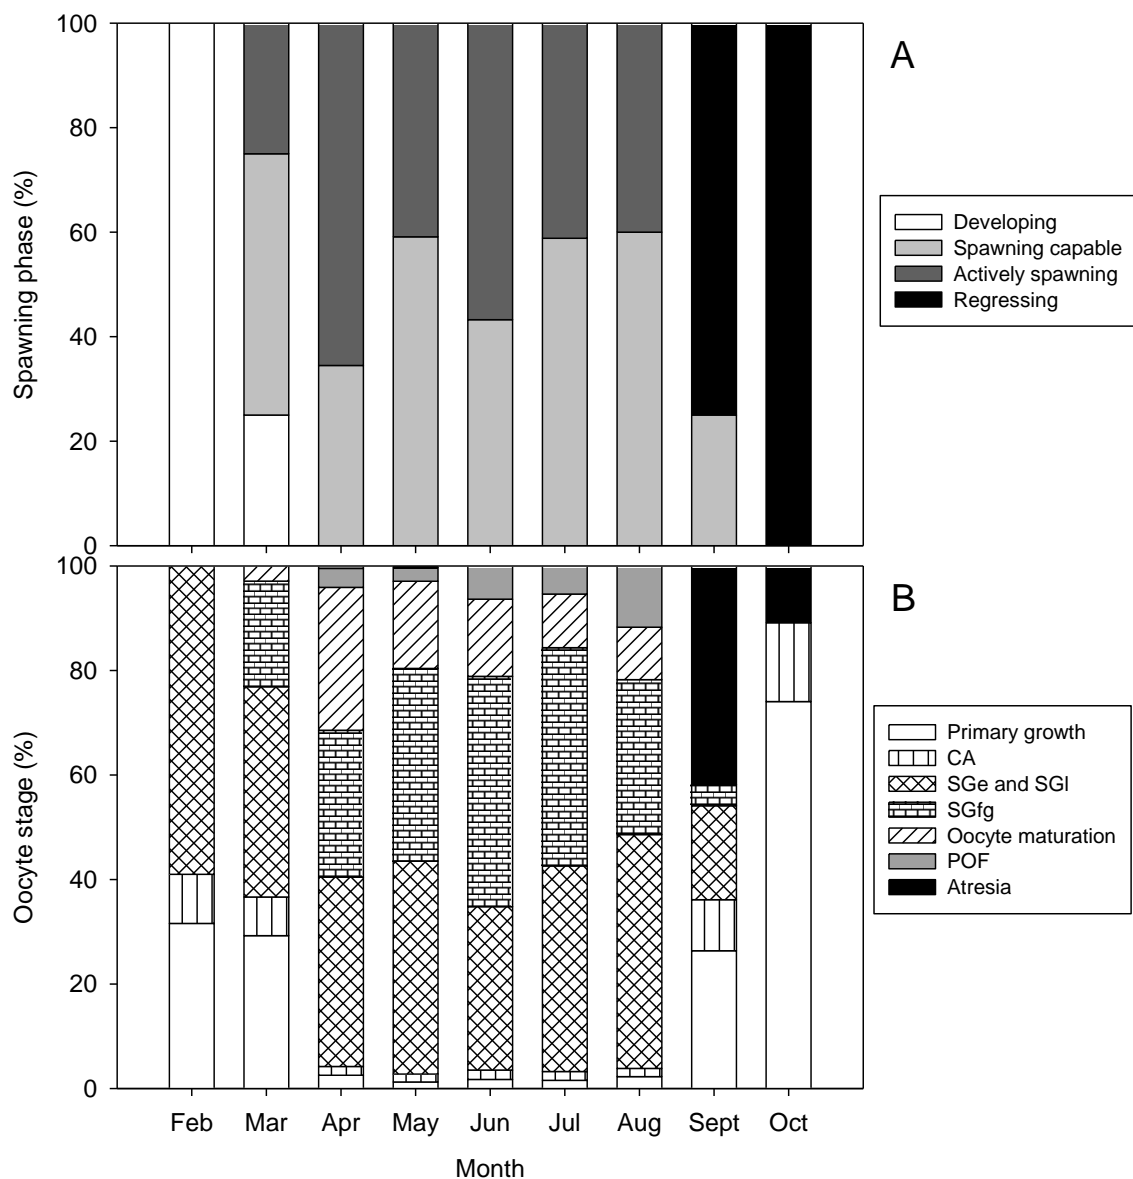 A
Spawning phase (%)
100
80
60
40
20
0
Developing
Spawning capable
Actively spawning
Regressing
B
Oocyte stage (%)
100
80
60
40
20
0
Primary growth
CA
SGe and SGl
SGfg
Oocyte maturation
POF
Atresia
Feb Mar Apr May Jun Jul Aug Sept Oct
Month